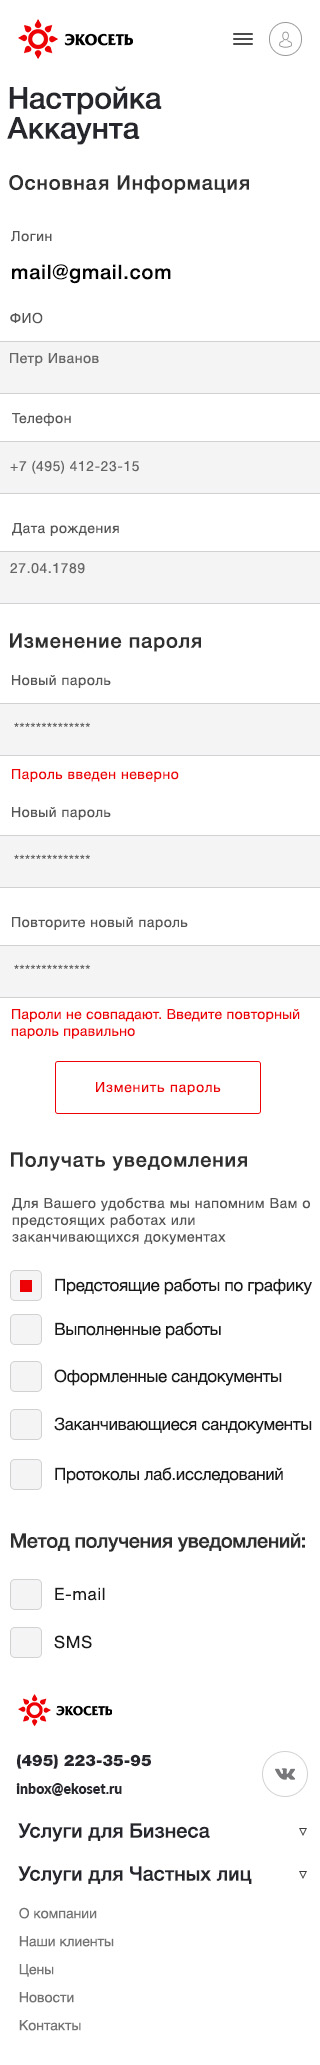 ЭКОСЕТЬ
Настройка
Аккаунта
Основная Информация
Логин
mail@gmail.com
ФИО
Петр Иванов
Телефон
+7 (495) 412-23-15
Дата рождения
27.04.1789
Изменение пароля
Новый пароль
**************
Пароль введен неверно
Новый пароль
**************
Повторите новый пароль
**************
Пароли не совпадают. Введите повторный
пароль правильно
Изменить пароль
Получать уведомления
Для Вашего удобства мы напомним Вам о
предстоящих работах или
заканчивающихся документах
Предстоящие работы по графику
Выполненные работы
Оформленные сандокументы
Заканчивающиеся сандокументы
Протоколы лаб.исследований
Метод получения уведомлений:
E-mail
SMS
ЭКОСЕТЬ
(495) 223-35-95
inbox@ekoset.ru
Услуги для Бизнеса
Услуги для Частных лиц
О компании
Наши клиенты
Цены
Новости
Контакты